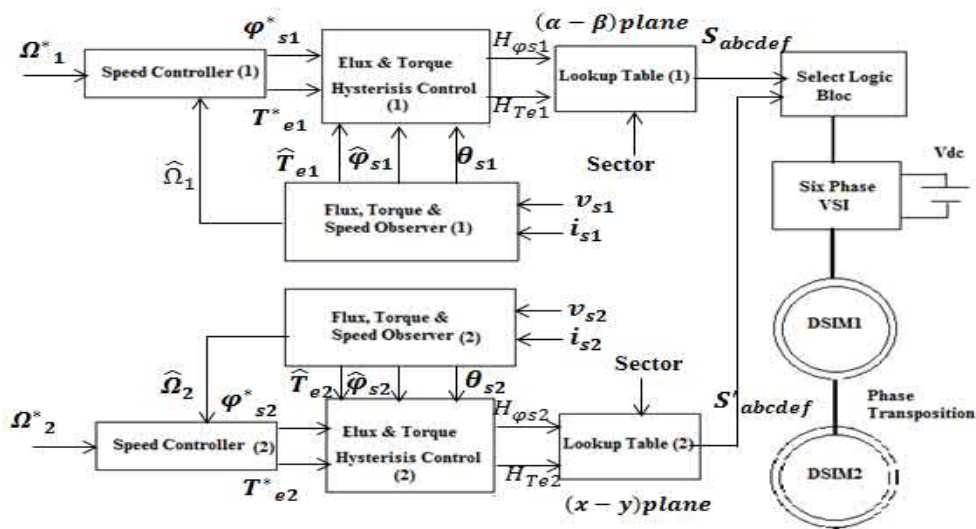 (α − β)plane
Ω*1
φ*s1
Speed Controller (1)
T*e1
Elux & Torque
Hysterisis Control
(1)
Hφs1
HTe1
Lookup Table (1)
Sector
Sabcdef
Select Logic
Bloc
Ω̂1
T̂e1
φ̂s1
θs1
Flux, Torque &
Speed Observer (1)
vs1
is1
Vdc
Six Phase
VSI
DSIM1
Flux, Torque &
Speed Observer (2)
vs2
is2
Ω̂2
T̂e2
φ̂s2
θs2
Ω*2
φ*s2
Speed Controller (2)
T*e2
Elux & Torque
Hysterisis Control
(2)
Hφs2
HTe2
Sector
Lookup Table (2)
(x − y)plane
S'abcdef
Phase
Transposition
DSIM2